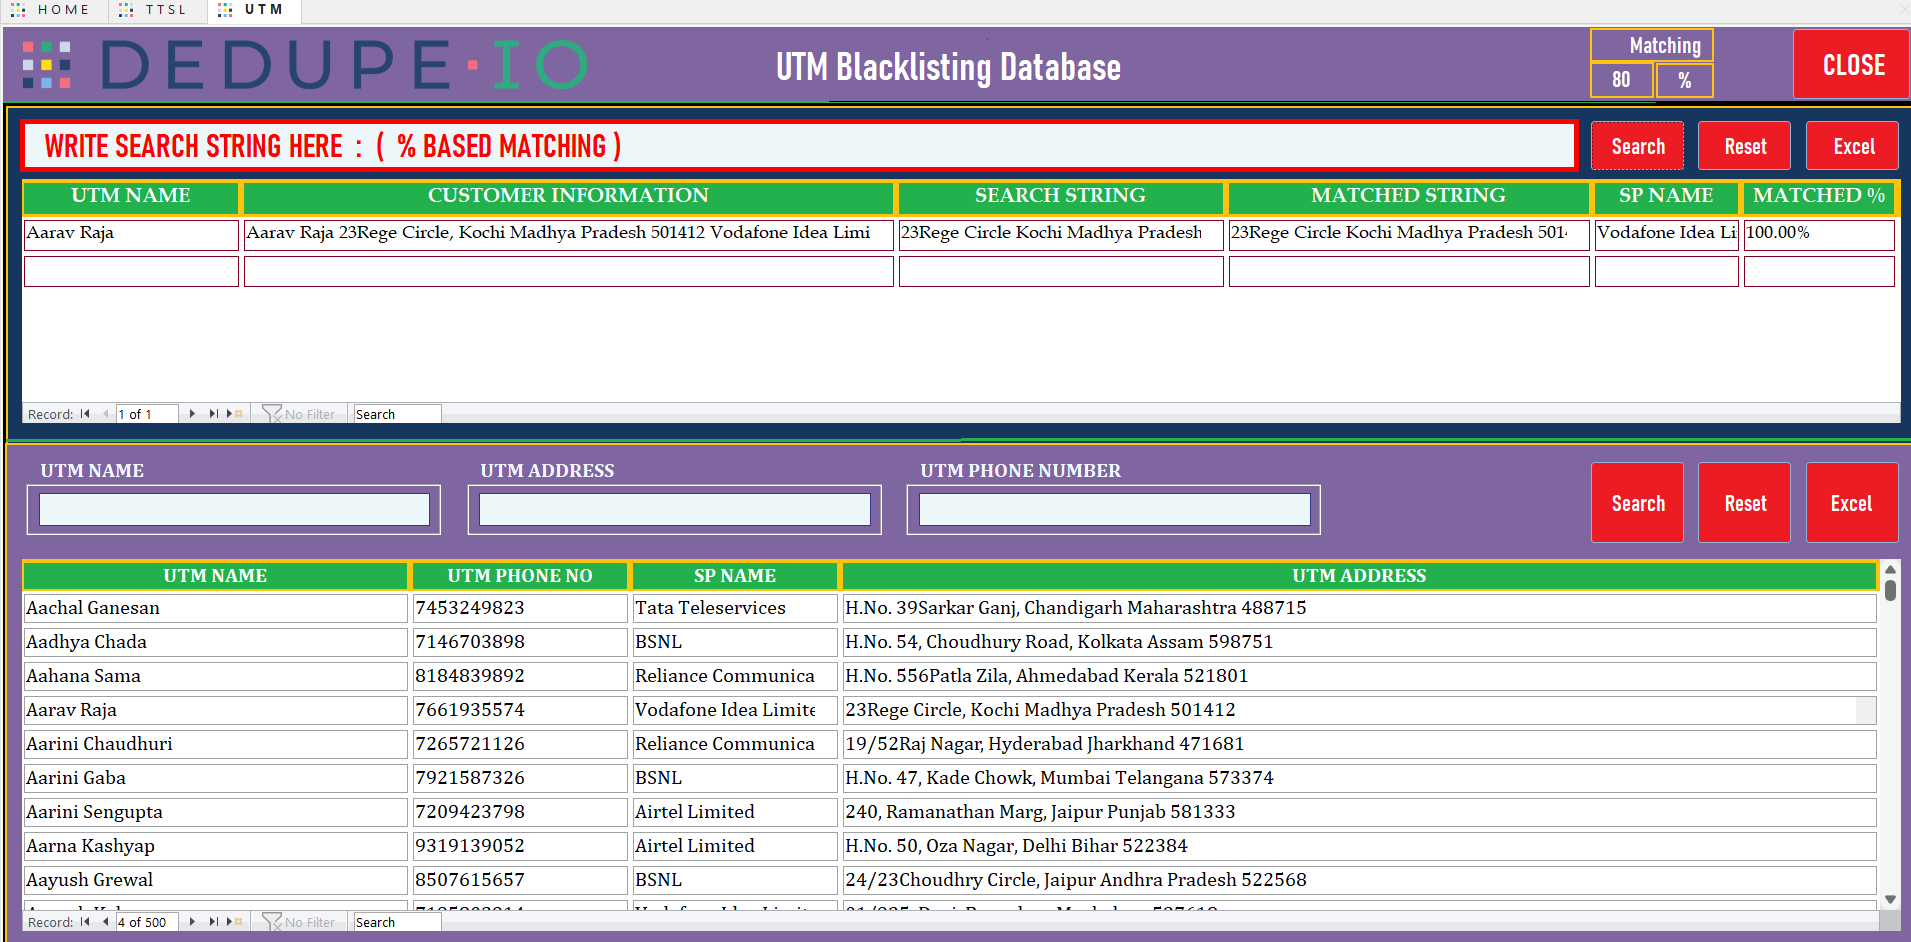 HOME TTSL UTM
DEDUPE·IO
UTM Blacklisting Database
Matching
80 %
CLOSE
WRITE SEARCH STRING HERE : ( % BASED MATCHING )
Search Reset Excel
UTM NAME CUSTOMER INFORMATION SEARCH STRING MATCHED STRING SP NAME MATCHED %
Aarav Raja Aarav Raja 23Rege Circle, Kochi Madhya Pradesh 501412 Vodafone Idea Limi 23Rege Circle Kochi Madhya Pradesh 23Rege Circle Kochi Madhya Pradesh 501 Vodafone Idea Li 100.00%
Record: 1 of 1 No Filter Search
UTM NAME UTM ADDRESS UTM PHONE NUMBER
Search Reset Excel
UTM NAME UTM PHONE NO SP NAME UTM ADDRESS
Aachal Ganesan 7453249823 Tata Teleservices H.No. 39Sarkar Ganj, Chandigarh Maharashtra 488715
Aadhya Chada 7146703898 BSNL H.No. 54, Choudhury Road, Kolkata Assam 598751
Aahana Sama 8184839892 Reliance Communica H.No. 556Patla Zila, Ahmedabad Kerala 521801
Aarav Raja 7661935574 Vodafone Idea Limite 23Rege Circle, Kochi Madhya Pradesh 501412
Aarini Chaudhuri 7265721126 Reliance Communica 19/52Raj Nagar, Hyderabad Jharkhand 471681
Aarini Gaba 7921587326 BSNL H.No. 47, Kade Chowk, Mumbai Telangana 573374
Aarini Sengupta 7209423798 Airtel Limited 240, Ramanathan Marg, Jaipur Punjab 581333
Aarna Kashyap 9319139052 Airtel Limited H.No. 50, Oza Nagar, Delhi Bihar 522384
Aayush Grewal 8507615657 BSNL 24/23Choudhry Circle, Jaipur Andhra Pradesh 522568
Record: 4 of 500 No Filter Search